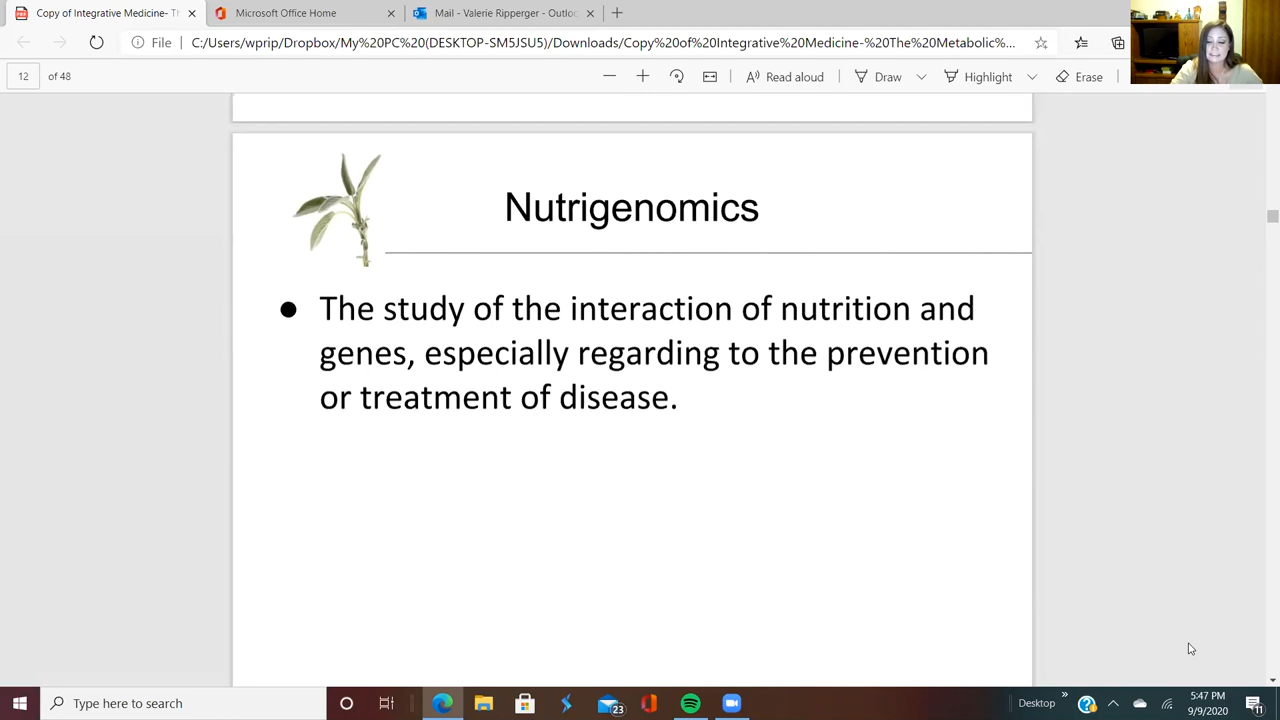 Copy of Integrative Medicine- Th
Microsoft Office Home
Mail - Valerie Ripperger - Outloo
File
C:/Users/wprip/Dropbox/My%20PC%20(DESKTOP-SM5JSU5)/Downloads/Copy%20of%20Integrative%20Medicine-%20The%20Metabolic%...
12 of 48
Read aloud
Draw
Highlight
Erase
Nutrigenomics
● The study of the interaction of nutrition and
genes, especially regarding to the prevention
or treatment of disease.
Type here to search
23
Desktop
5:47 PM
9/9/2020
11